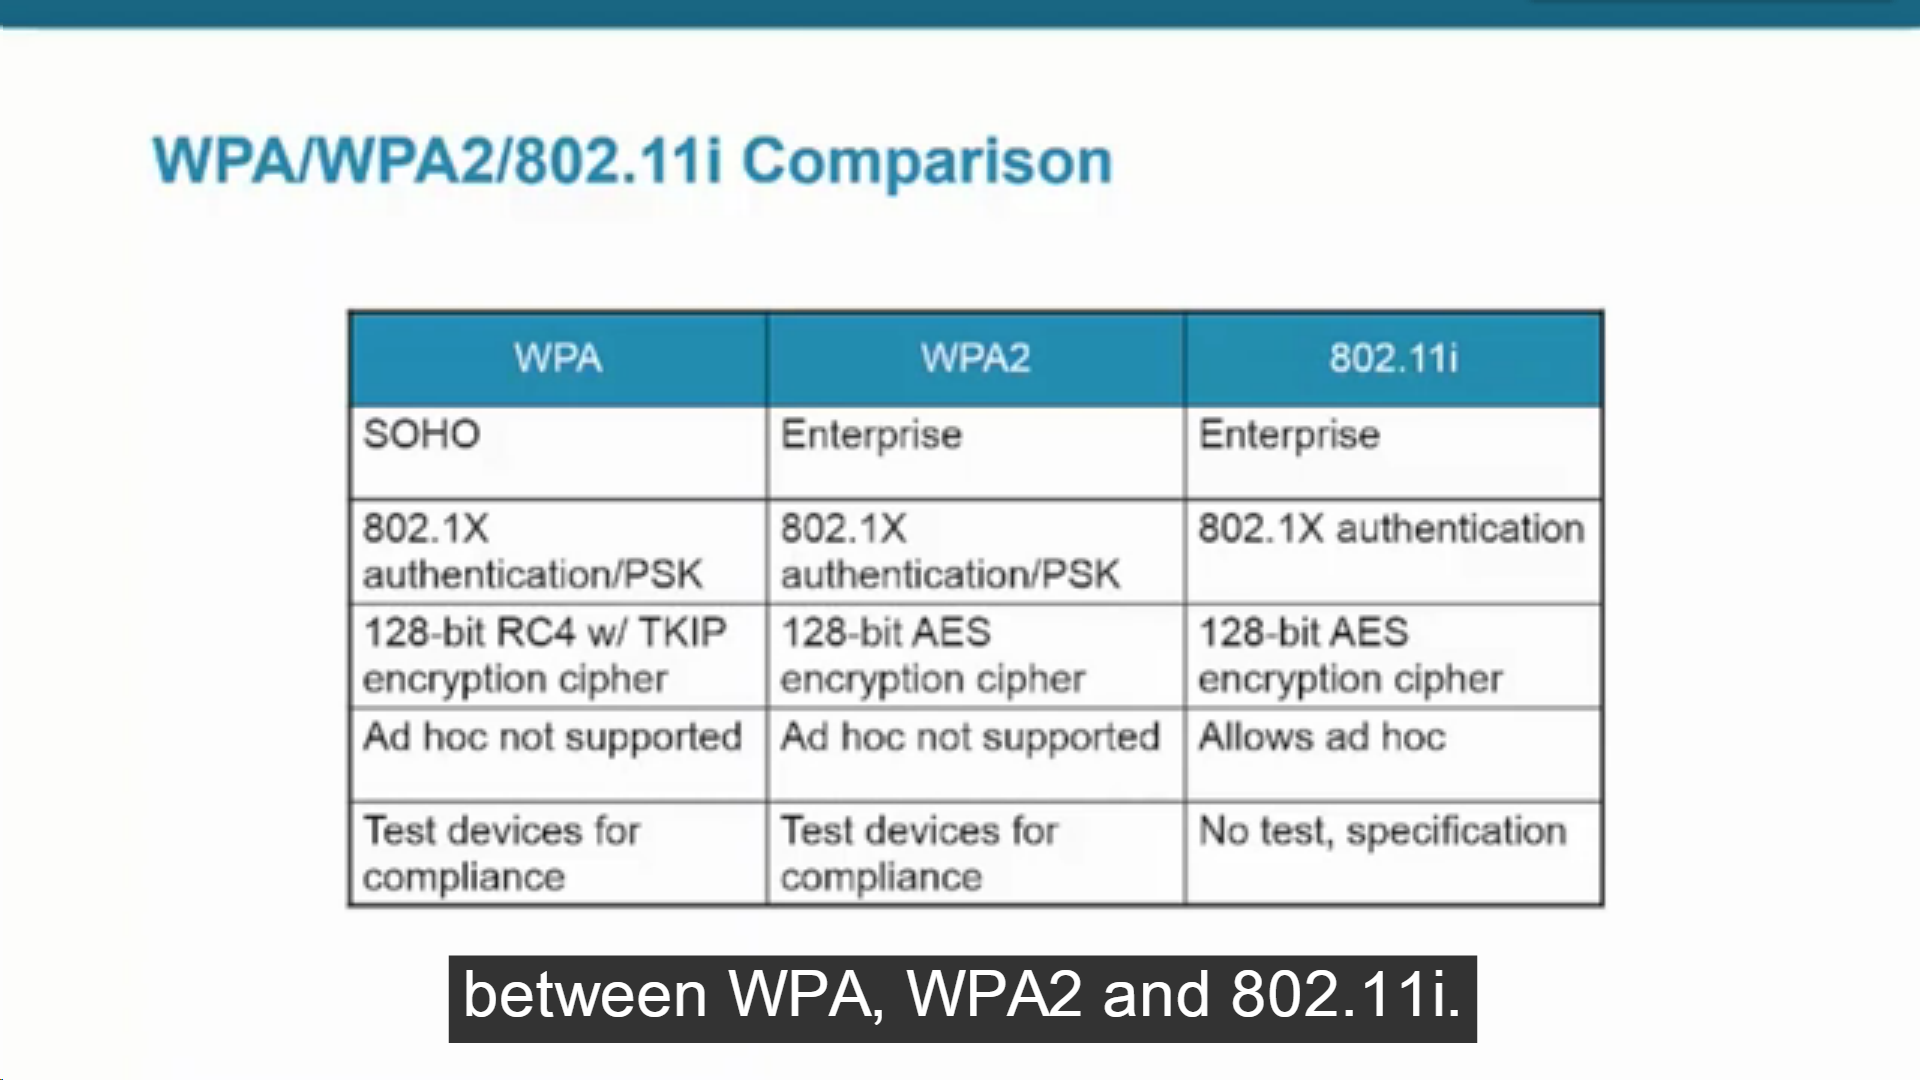 WPA/WPA2/802.11i Comparison
WPA
WPA2
802.11i
SOHO
Enterprise
Enterprise
802.1X
authentication/PSK
802.1X
authentication/PSK
802.1X authentication
128-bit RC4 w/ TKIP
encryption cipher
128-bit AES
encryption cipher
128-bit AES
encryption cipher
Ad hoc not supported
Ad hoc not supported
Allows ad hoc
Test devices for
compliance
Test devices for
compliance
No test, specification
between WPA, WPA2 and 802.11i.